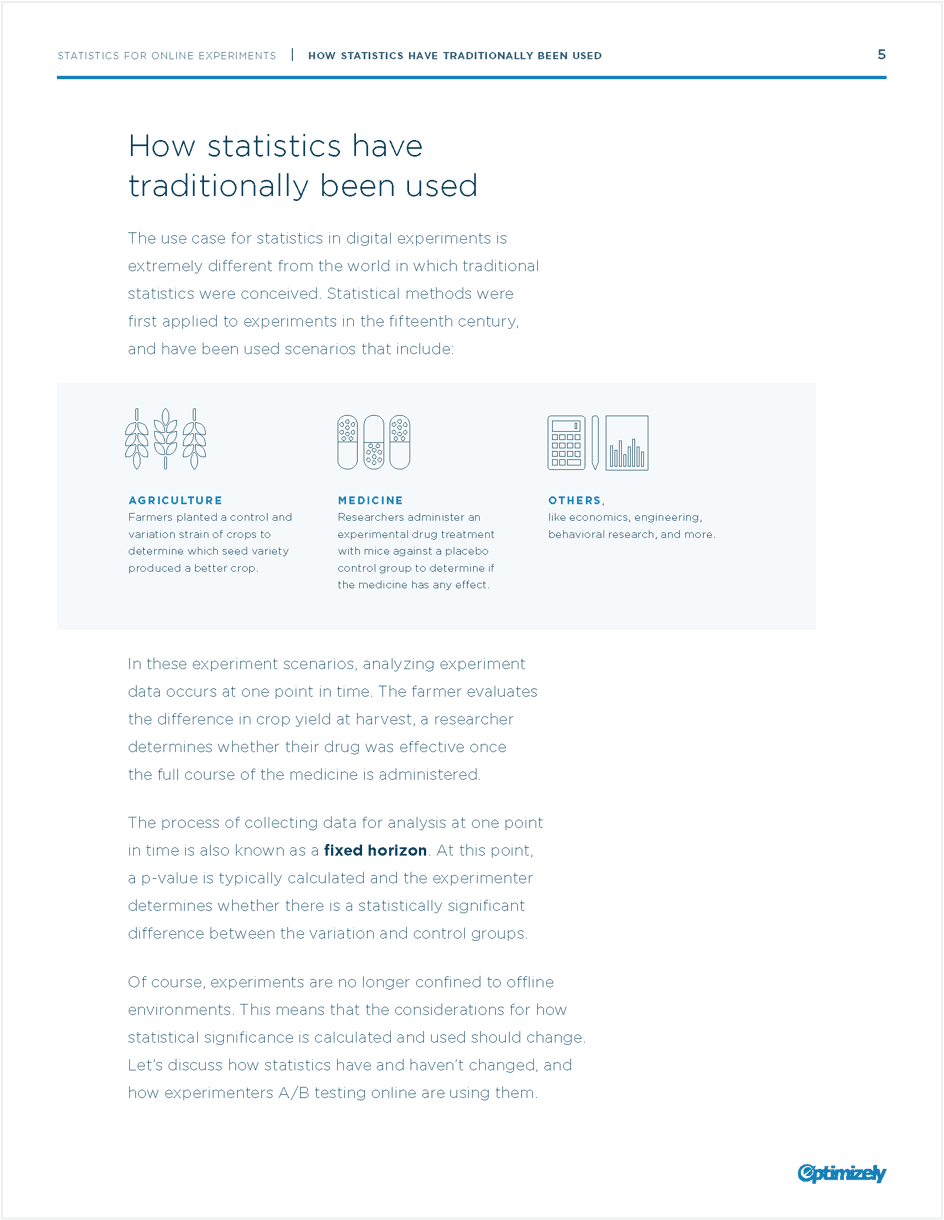 STATISTICS FOR ONLINE EXPERIMENTS | HOW STATISTICS HAVE TRADITIONALLY BEEN USED 5
How statistics have
traditionally been used
The use case for statistics in digital experiments is
extremely different from the world in which traditional
statistics were conceived. Statistical methods were
first applied to experiments in the fifteenth century,
and have been used scenarios that include:
AGRICULTURE
Farmers planted a control and
variation strain of crops to
determine which seed variety
produced a better crop.
MEDICINE
Researchers administer an
experimental drug treatment
with mice against a placebo
control group to determine if
the medicine has any effect.
OTHERS,
like economics, engineering,
behavioral research, and more.
In these experiment scenarios, analyzing experiment
data occurs at one point in time. The farmer evaluates
the difference in crop yield at harvest, a researcher
determines whether their drug was effective once
the full course of the medicine is administered.
The process of collecting data for analysis at one point
in time is also known as a fixed horizon. At this point,
a p-value is typically calculated and the experimenter
determines whether there is a statistically significant
difference between the variation and control groups.
Of course, experiments are no longer confined to offline
environments. This means that the considerations for how
statistical significance is calculated and used should change.
Let’s discuss how statistics have and haven’t changed, and
how experimenters A/B testing online are using them.
Optimizely